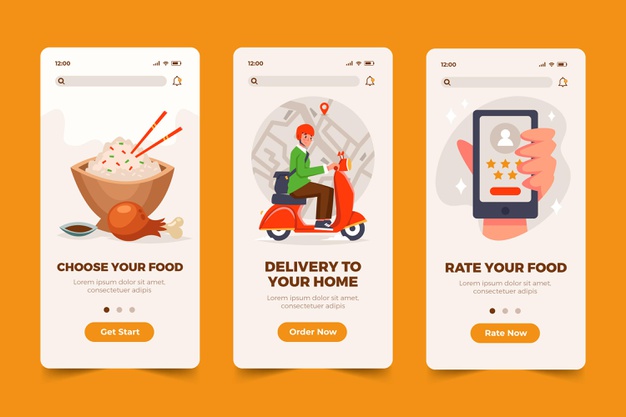 12:00
CHOOSE YOUR FOOD
Lorem ipsum dolor sit amet,
consectetuer adipis
Get Start
12:00
DELIVERY TO
YOUR HOME
Lorem ipsum dolor sit amet,
consectetuer adipis
Order Now
12:00
RATE YOUR FOOD
Lorem ipsum dolor sit amet,
consectetuer adipis
Rate Now